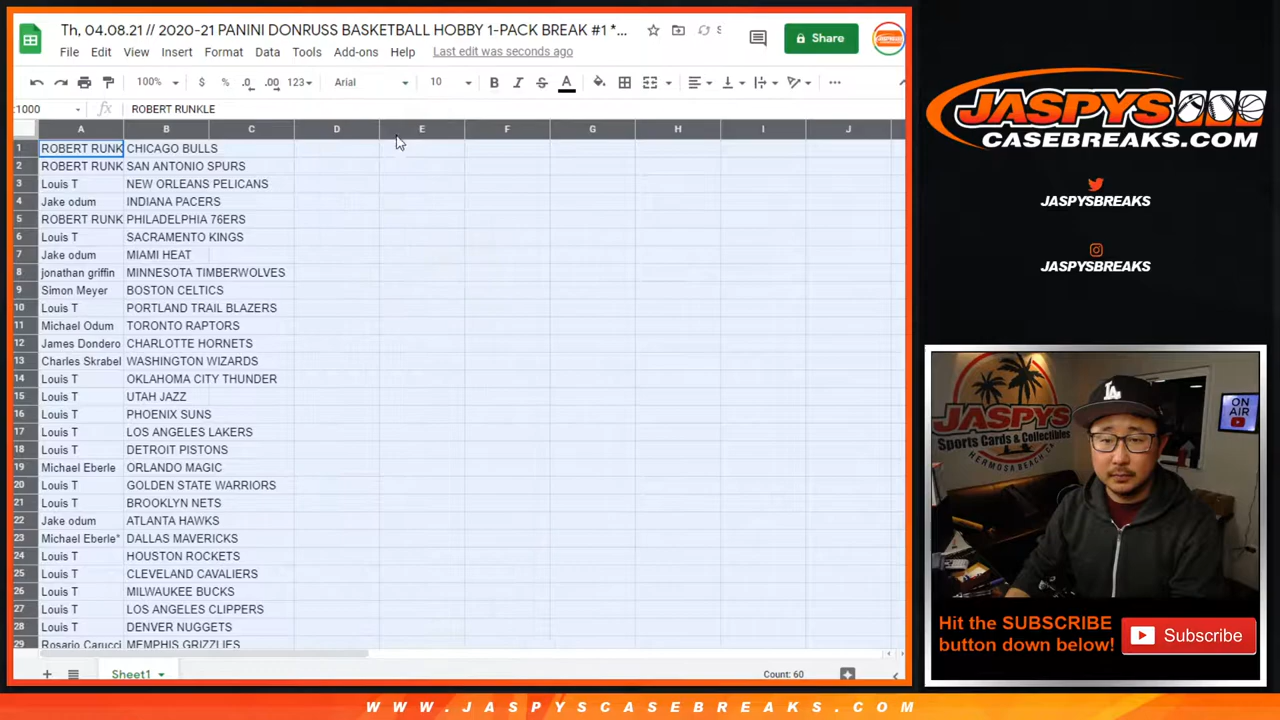 Th, 04.08.21 // 2020-21 PANINI DONRUSS BASKETBALL HOBBY 1-PACK BREAK #1 *...
S
Share
File Edit View Insert Format Data Tools Add-ons Help Last edit was seconds ago
100% $ % .0 .00 123 Arial 10 B I S A
:1000 fx ROBERT RUNKLE
A B C D E F G H I J
1 ROBERT RUNK CHICAGO BULLS
2 ROBERT RUNK SAN ANTONIO SPURS
3 Louis T NEW ORLEANS PELICANS
4 Jake odum INDIANA PACERS
5 ROBERT RUNK PHILADELPHIA 76ERS
6 Louis T SACRAMENTO KINGS
7 Jake odum MIAMI HEAT
8 jonathan griffin MINNESOTA TIMBERWOLVES
9 Simon Meyer BOSTON CELTICS
10 Louis T PORTLAND TRAIL BLAZERS
11 Michael Odum TORONTO RAPTORS
12 James Dondero CHARLOTTE HORNETS
13 Charles Skrabel WASHINGTON WIZARDS
14 Louis T OKLAHOMA CITY THUNDER
15 Louis T UTAH JAZZ
16 Louis T PHOENIX SUNS
17 Louis T LOS ANGELES LAKERS
18 Louis T DETROIT PISTONS
19 Michael Eberle ORLANDO MAGIC
20 Louis T GOLDEN STATE WARRIORS
21 Louis T BROOKLYN NETS
22 Jake odum ATLANTA HAWKS
23 Michael Eberle* DALLAS MAVERICKS
24 Louis T HOUSTON ROCKETS
25 Louis T CLEVELAND CAVALIERS
26 Louis T MILWAUKEE BUCKS
27 Louis T LOS ANGELES CLIPPERS
28 Louis T DENVER NUGGETS
29 Rosario Carucci MEMPHIS GRIZZLIES
Sheet1
Count: 60
JASPYS
CASEBREAKS.COM
JASPYSBREAKS
JASPYSBREAKS
JASPYS
Sports Cards & Collectibles
HERMOSA BEACH, CA
LA
ON
AIR
Hit the SUBSCRIBE
button down below!
Subscribe
WWW.JASPYSCASEBREAKS.COM